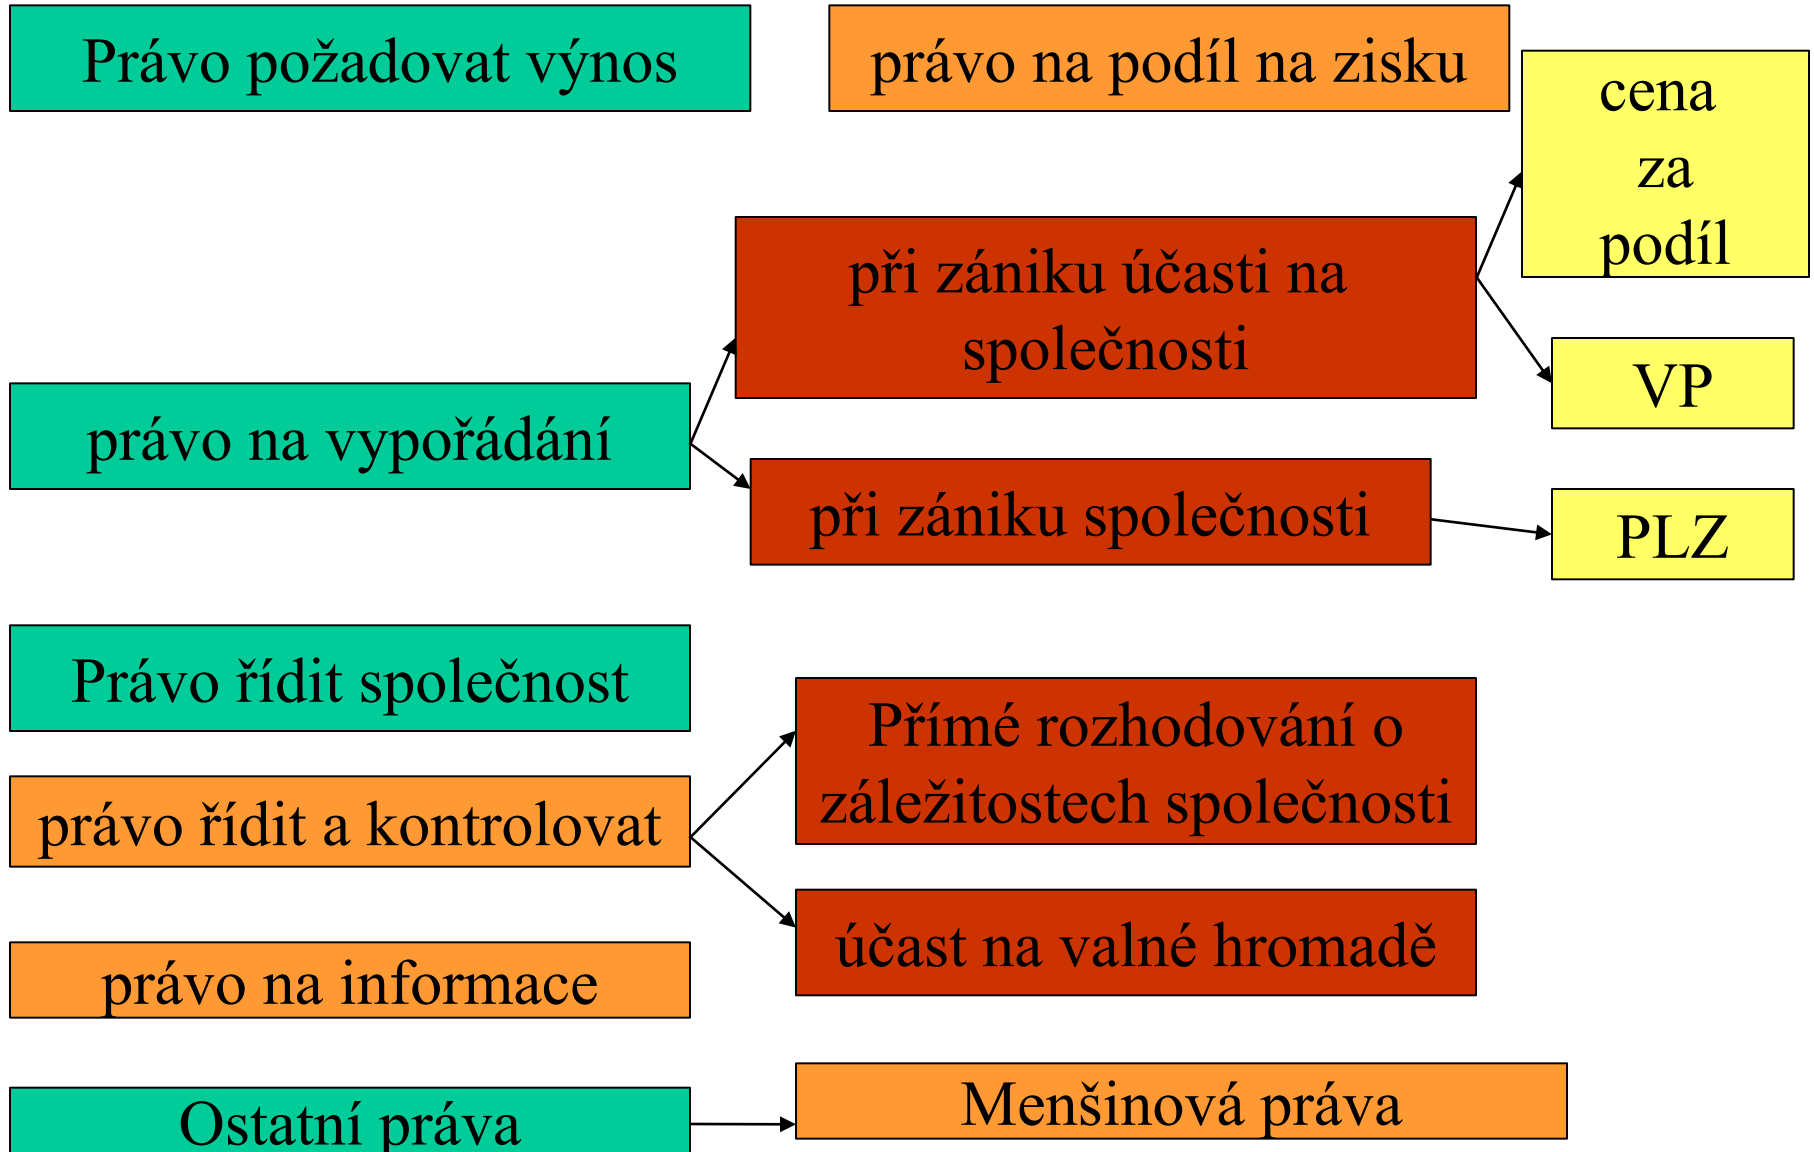 Právo požadovat výnos
právo na podíl na zisku
cena
za
podíl
při zániku účasti na
společnosti
VP
právo na vypořádání
při zániku společnosti
PLZ
Právo řídit společnost
Přímé rozhodování o
záležitostech společnosti
právo řídit a kontrolovat
účast na valné hromadě
právo na informace
Menšinová práva
Ostatní práva